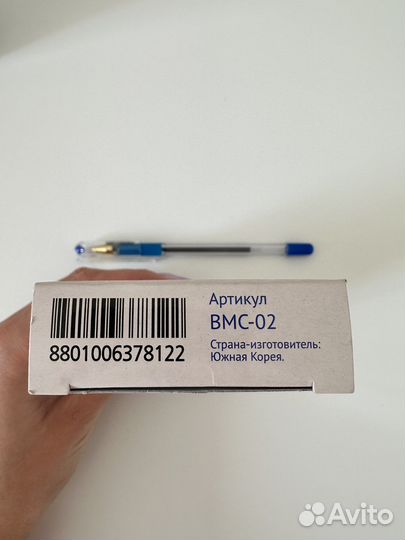 Артикул
BMC-02
Страна-изготовитель:
Южная Корея.
8801006378122
Avito